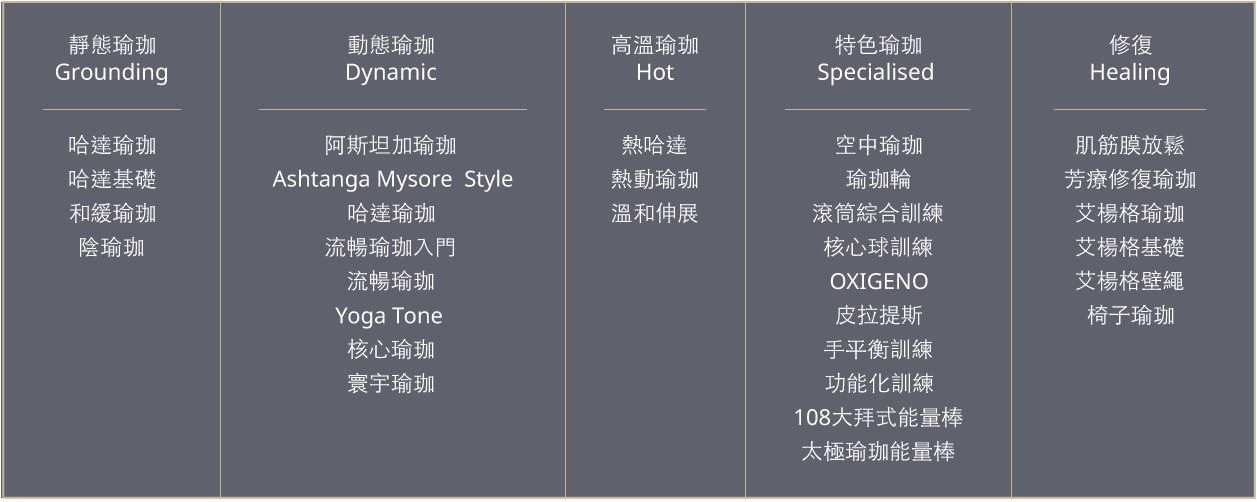 靜態瑜珈
Grounding
哈達瑜珈
哈達基礎
和緩瑜珈
陰瑜珈
動態瑜珈
Dynamic
阿斯坦加瑜珈
Ashtanga Mysore  Style
哈達瑜珈
流暢瑜珈入門
流暢瑜珈
Yoga Tone
核心瑜珈
寰宇瑜珈
高溫瑜珈
Hot
熱哈達
熱動瑜珈
溫和伸展
特色瑜珈
Specialised
空中瑜珈
瑜珈輪
滾筒綜合訓練
核心球訓練
OXIGENO
皮拉提斯
手平衡訓練
功能化訓練
108大拜式能量棒
太極瑜珈能量棒
修復
Healing
肌筋膜放鬆
芳療修復瑜珈
艾楊格瑜珈
艾楊格基礎
艾楊格壁繩
椅子瑜珈